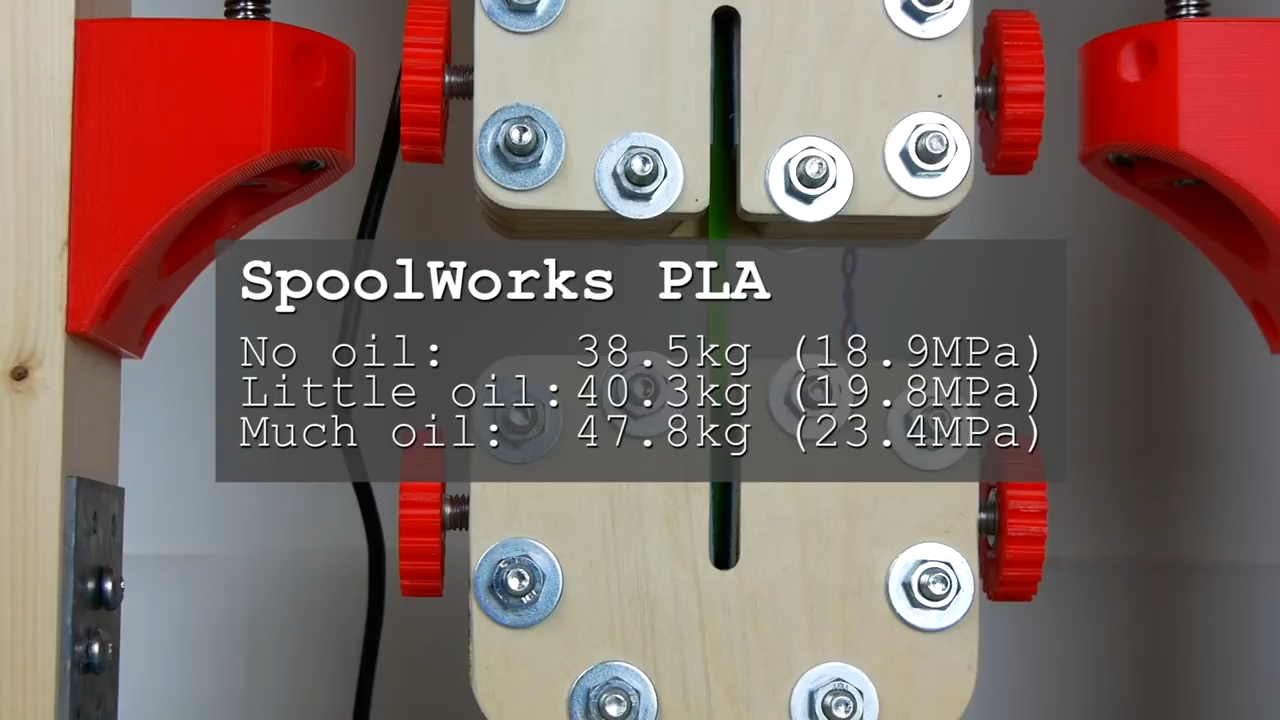 SpoolWorks PLA
No oil: 38.5kg (18.9MPa)
Little oil:40.3kg (19.8MPa)
Much oil: 47.8kg (23.4MPa)